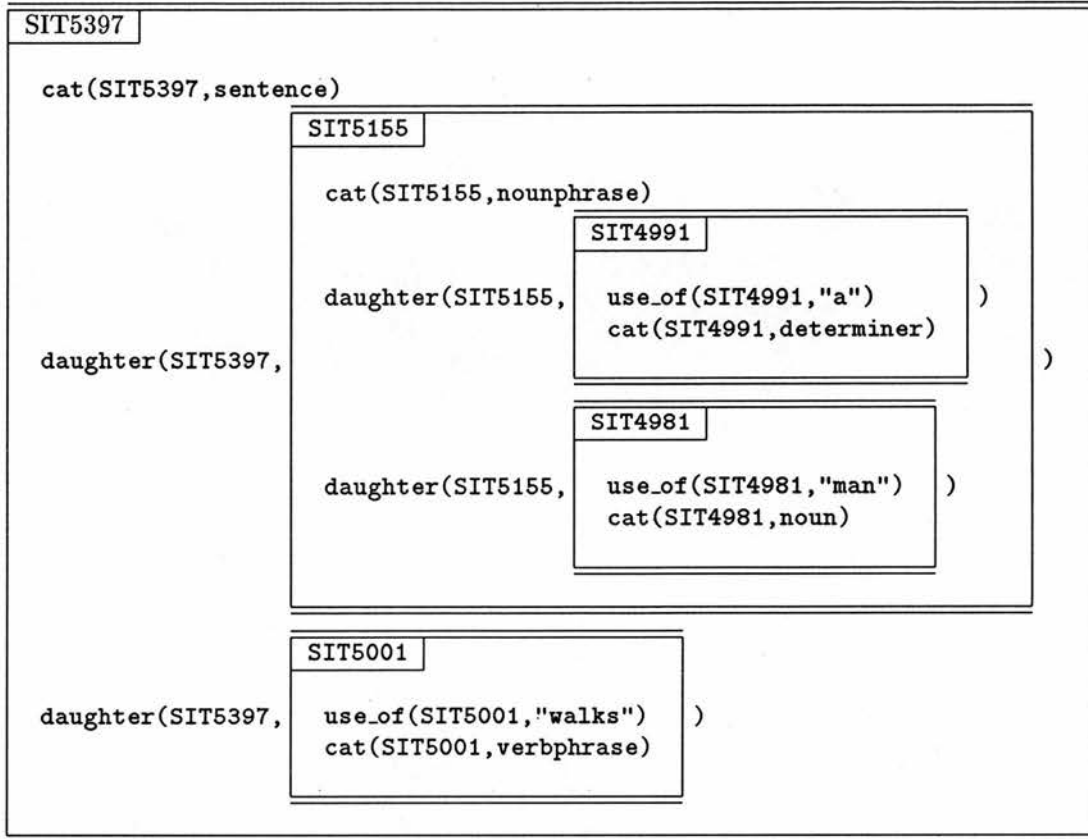 SIT5397
cat(SIT5397,sentence)
SIT5155
cat(SIT5155,nounphrase)
SIT4991
daughter(SIT5155, use_of(SIT4991,"a") )
cat(SIT4991,determiner)
daughter(SIT5397, )
SIT4981
daughter(SIT5155, use_of(SIT4981,"man") )
cat(SIT4981,noun)
SIT5001
daughter(SIT5397, use_of(SIT5001,"walks") )
cat(SIT5001,verbphrase)